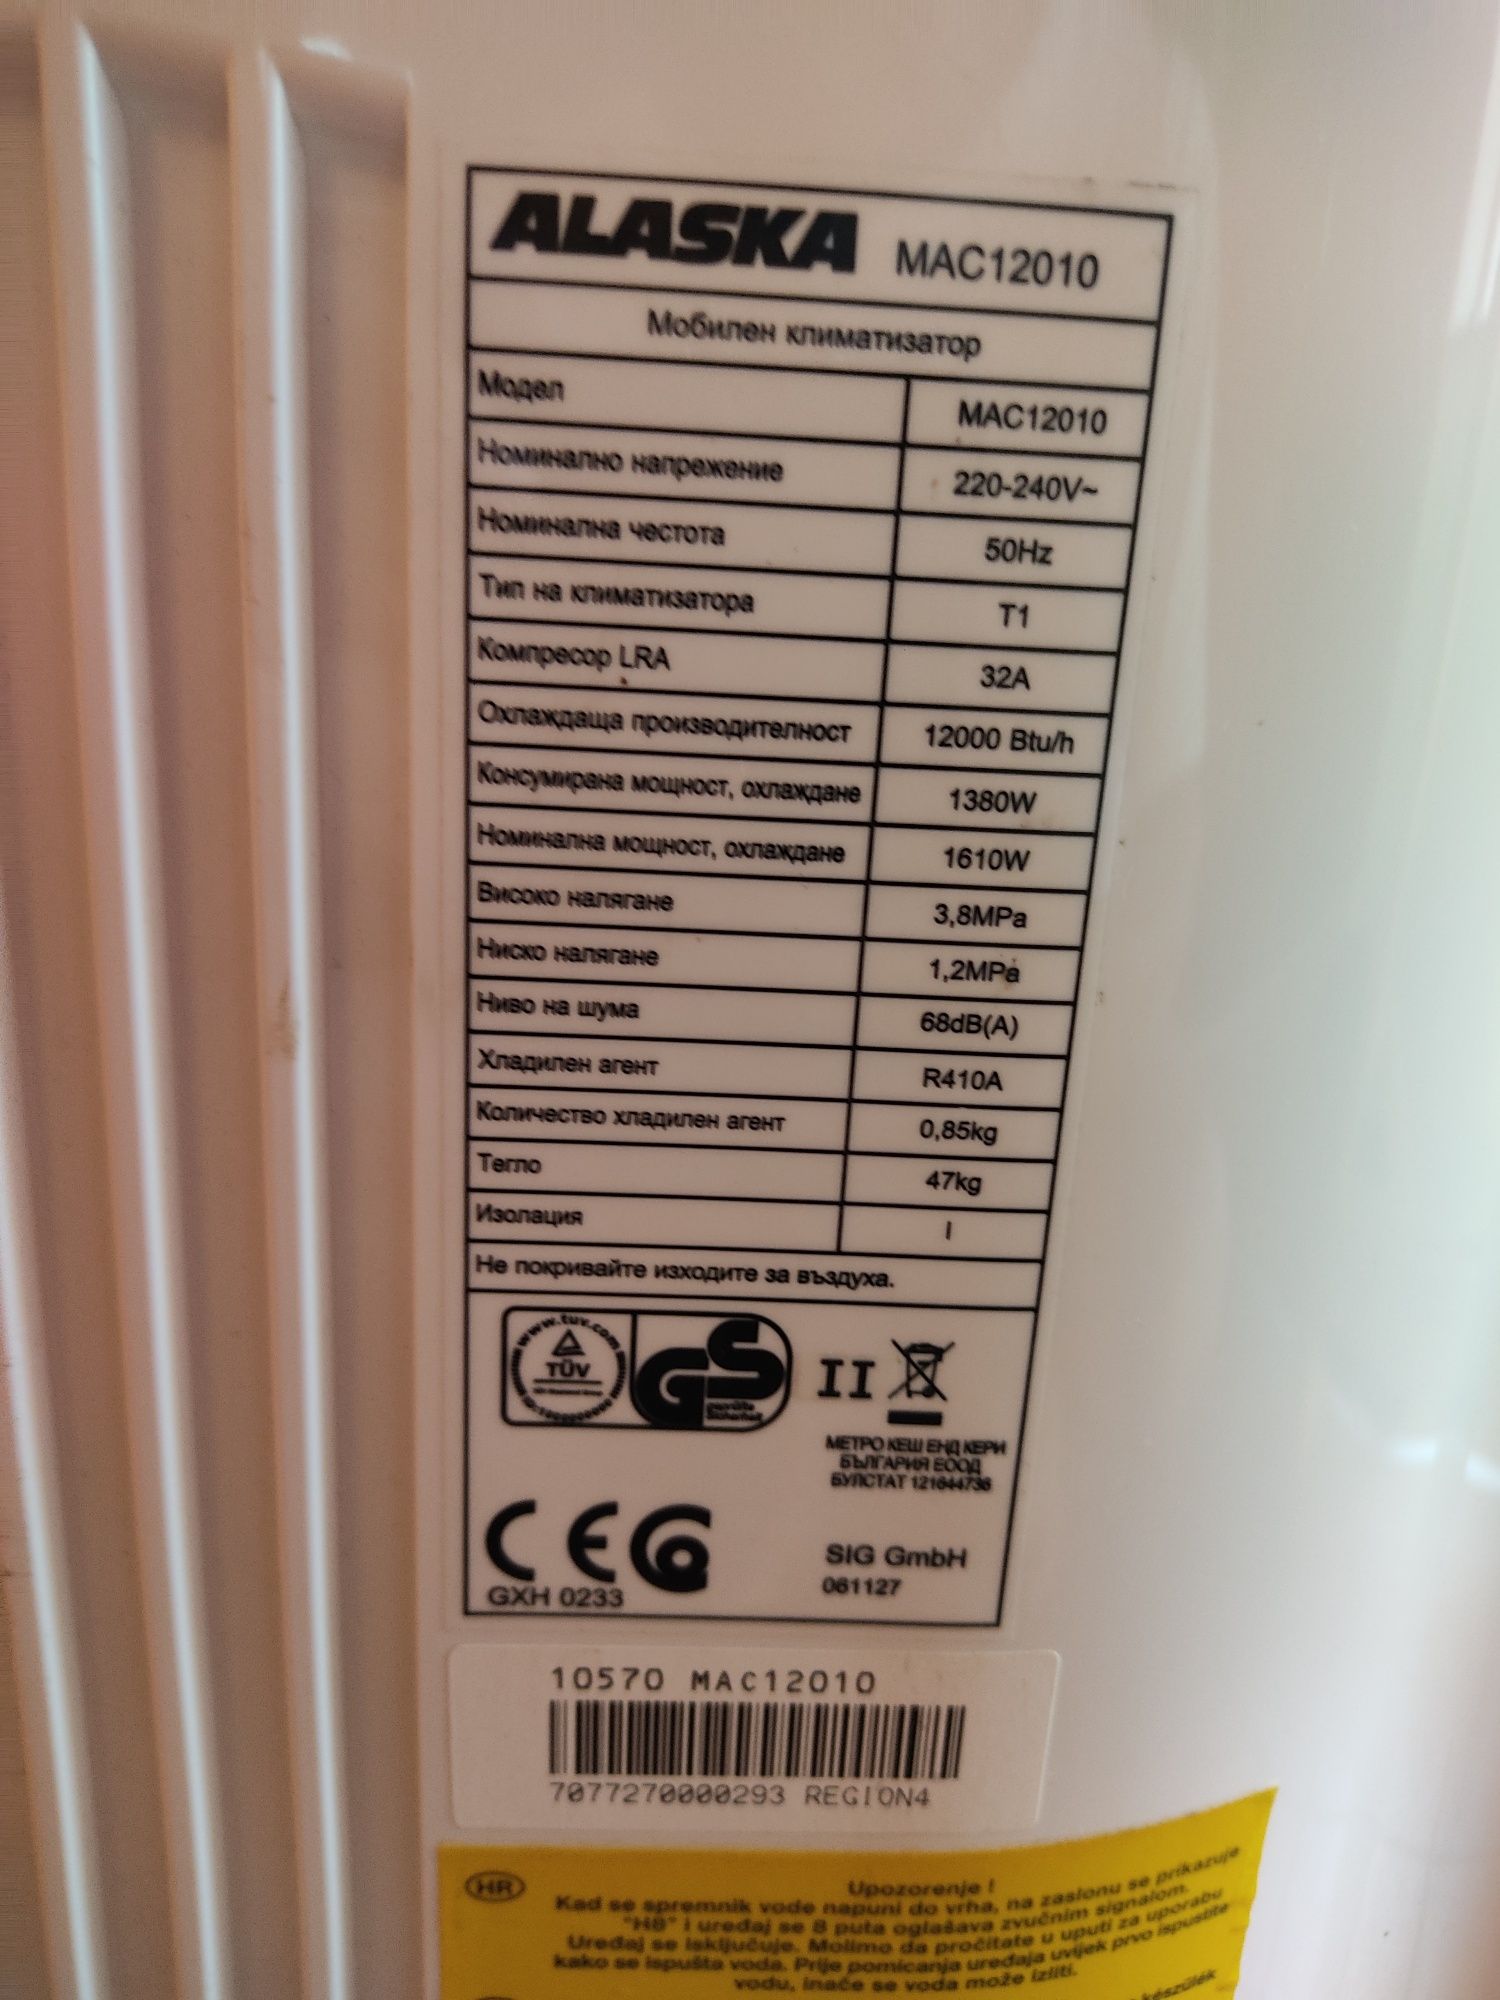 ALASKA MAC12010
Мобилен климатизатор
Модел MAC12010
Номинално напрежение 220-240V~
Номинална честота 50Hz
Тип на климатизатора T1
Компресор LRA 32A
Охлаждаща производителност 12000 Btu/h
Консумирана мощност, охлаждане 1380W
Номинална мощност, охлаждане 1610W
Високо налягане 3,8MPa
Ниско налягане 1,2MPa
Ниво на шума 68dB(A)
Хладилен агент R410A
Количество хладилен агент 0,85kg
Тегло 47kg
Изолация I
Не покривайте изходите за въздуха.
www.tuv.com
TÜV
GS
geprüfte
Sicherheit
II
МЕТРО КЕШ ЕНД КЕРИ
БЪЛГАРИЯ ЕООД
БУЛСТАТ 121644736
CE
GXH 0233
SIG GmbH
061127
10570 MAC12010
7077270000293 REGION4
HR
Upozorenje !
Kad se spremnik vode napuni do vrha, na zaslonu se prikazuje
"H8" i uređaj se 8 puta oglašava zvučnim signalom.
Uređaj se isključuje. Molimo da pročitate u uputi za uporabu
kako se ispušta voda. Prije pomicanja uređaja uvijek prvo ispustite
vodu, inače se voda može izliti.
készülék